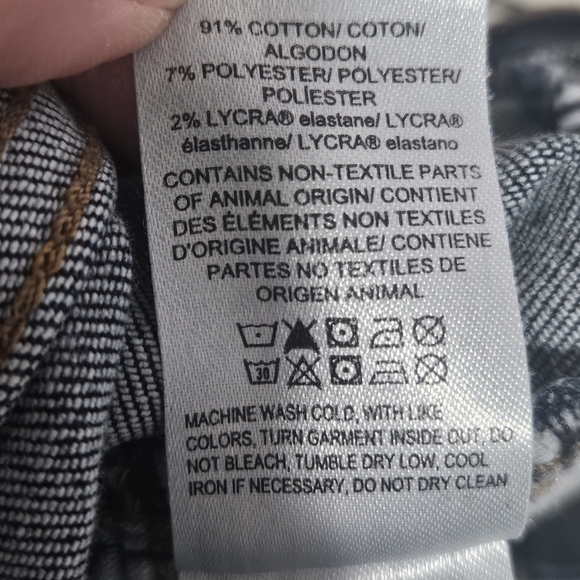 91% COTTON/ COTON/
ALGODON
7% POLYESTER/ POLYESTER/
POLÍESTER
2% LYCRA® elastane/ LYCRA®
élasthanne/ LYCRA® elastano
CONTAINS NON-TEXTILE PARTS
OF ANIMAL ORIGIN/ CONTIENT
DES ÉLÉMENTS NON TEXTILES
D'ORIGINE ANIMALE/ CONTIENE
PARTES NO TEXTILES DE
ORIGEN ANIMAL
30
MACHINE WASH COLD, WITH LIKE
COLORS, TURN GARMENT INSIDE OUT, DO
NOT BLEACH, TUMBLE DRY LOW, COOL
IRON IF NECESSARY, DO NOT DRY CLEAN